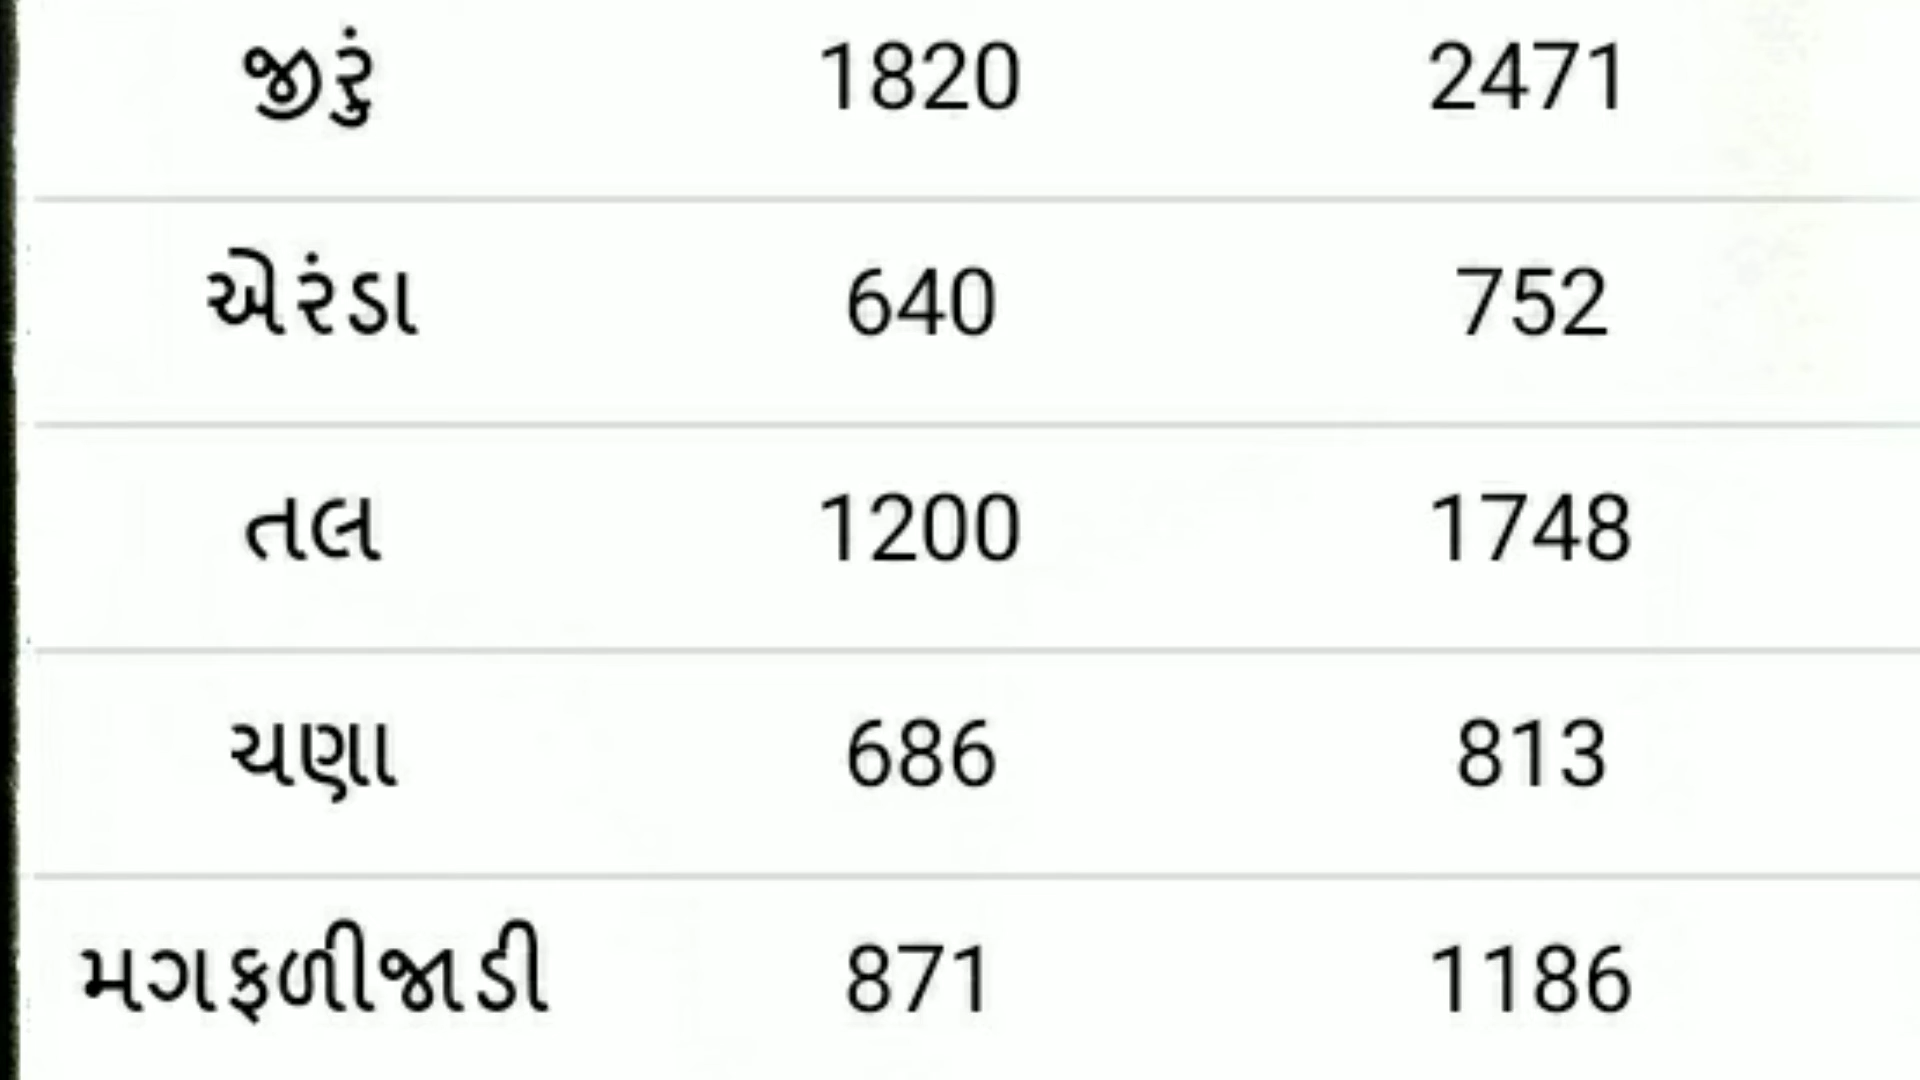 જીરું 1820 2471
એરંડા 640 752
તલ 1200 1748
ચણા 686 813
મગફળીજાડી 871 1186